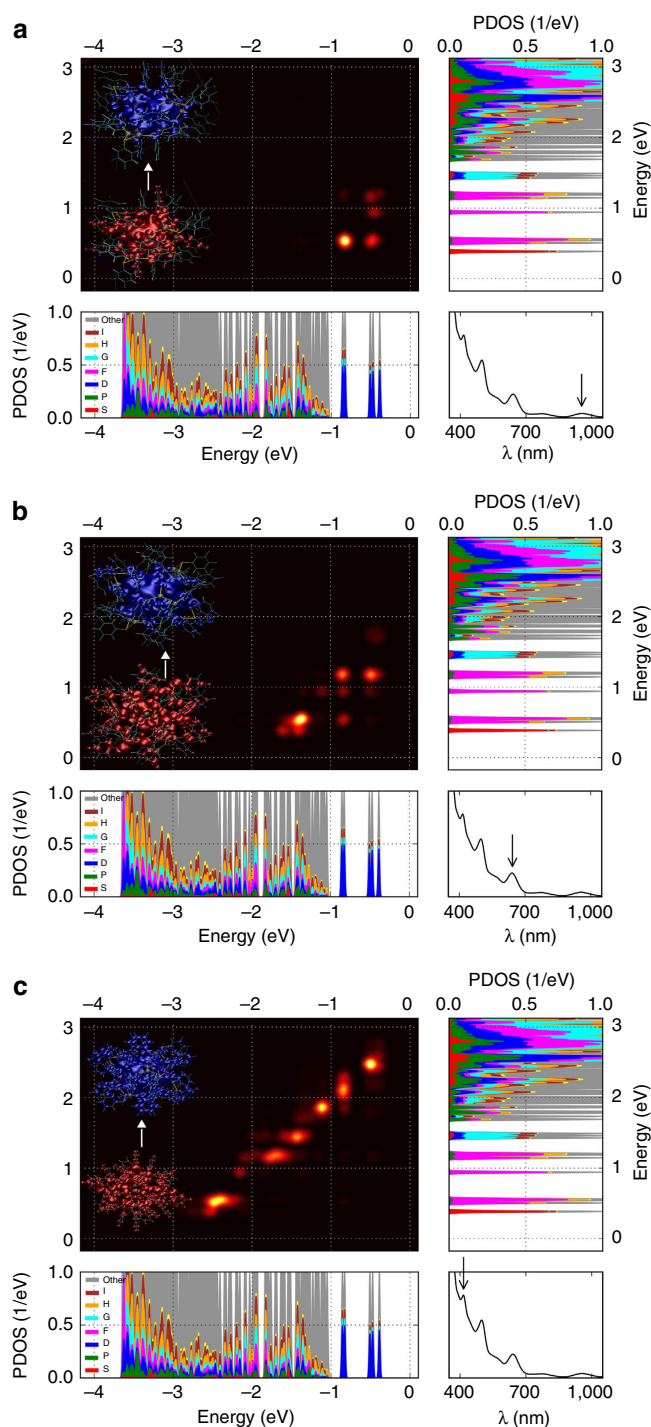 a
PDOS (1/eV)
−4 −3 −2 −1 0 0.0 0.4 1.0
3
2
1
0
3
2
1
0
Energy (eV)
1.0
0.5
0.0
PDOS (1/eV)
Other
I
H
G
F
D
P
S
−4 −3 −2 −1 0
Energy (eV)
400 700 1,000
λ (nm)
b
PDOS (1/eV)
−4 −3 −2 −1 0 0.0 0.4 1.0
3
2
1
0
3
2
1
0
Energy (eV)
1.0
0.5
0.0
PDOS (1/eV)
Other
I
H
G
F
D
P
S
−4 −3 −2 −1 0
Energy (eV)
400 700 1,000
λ (nm)
c
PDOS (1/eV)
−4 −3 −2 −1 0 0.0 0.4 1.0
3
2
1
0
3
2
1
0
Energy (eV)
1.0
0.5
0.0
PDOS (1/eV)
Other
I
H
G
F
D
P
S
−4 −3 −2 −1 0
Energy (eV)
400 700 1,000
λ (nm)